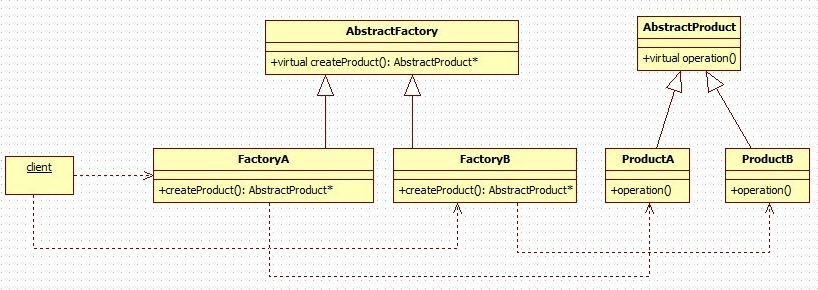 AbstractFactory
+virtual createProduct(): AbstractProduct*
AbstractProduct
+virtual operation()
client
FactoryA
+createProduct(): AbstractProduct*
FactoryB
+createProduct(): AbstractProduct*
ProductA
+operation()
ProductB
+operation()